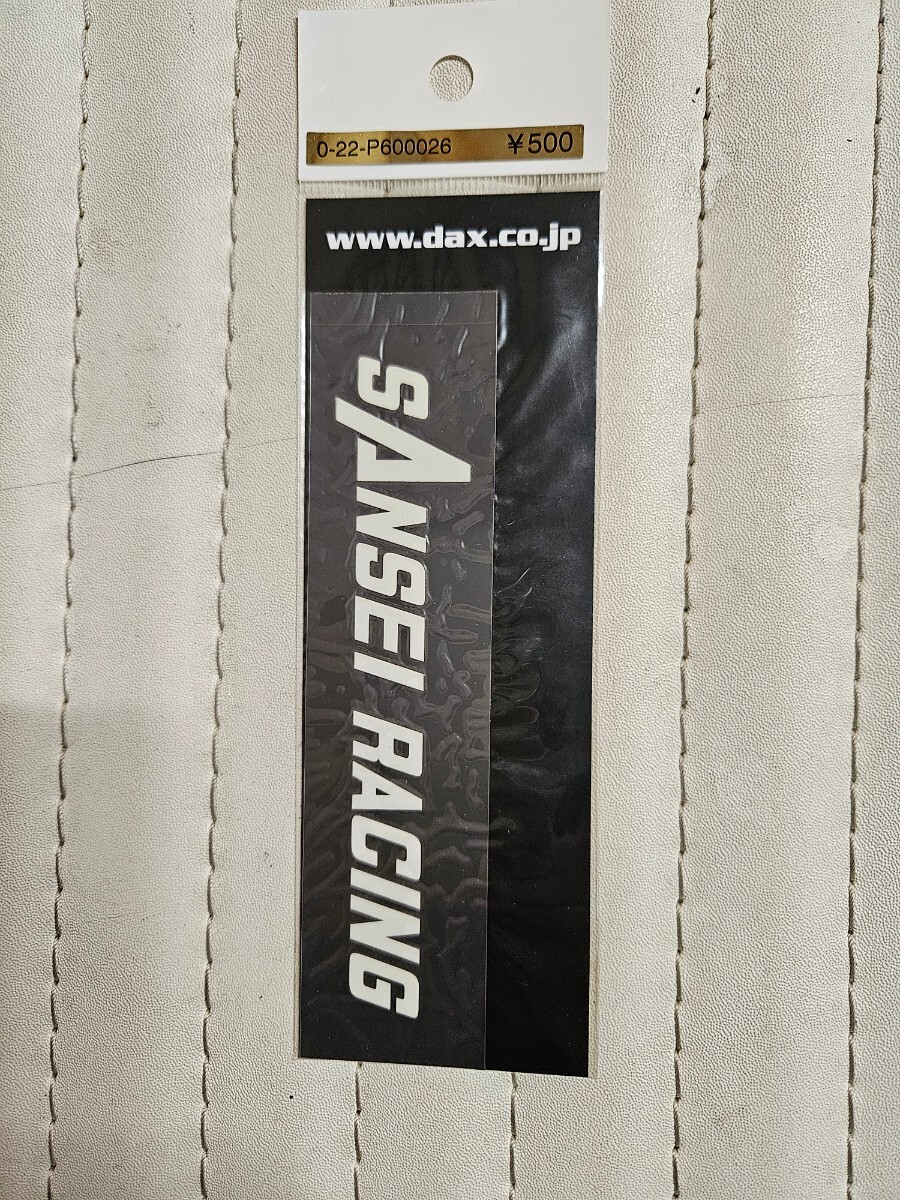 0-22-P600026 ¥500
www.dax.co.jp
SANSEI RACING